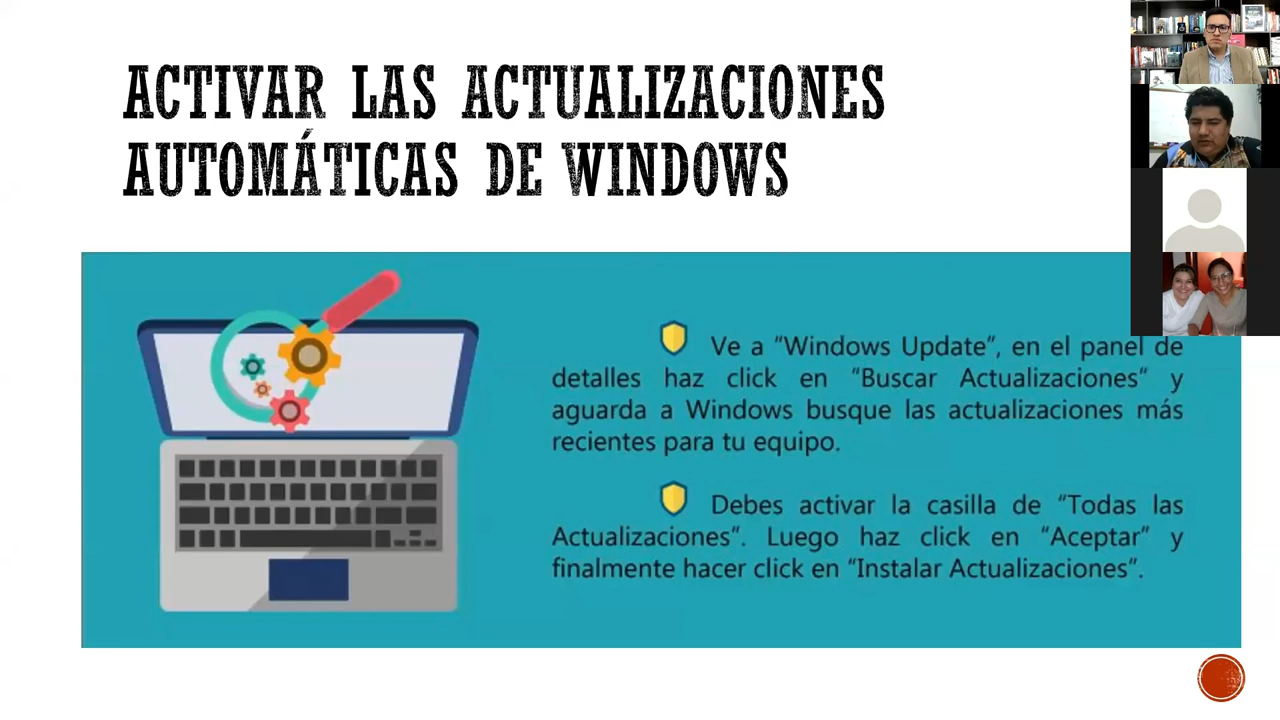 ACTIVAR LAS ACTUALIZACIONES
AUTOMÁTICAS DE WINDOWS
Ve a “Windows Update”, en el panel de
detalles haz click en “Buscar Actualizaciones” y
aguarda a Windows busque las actualizaciones más
recientes para tu equipo.
Debes activar la casilla de “Todas las
Actualizaciones”. Luego haz click en “Aceptar” y
finalmente hacer click en “Instalar Actualizaciones”.